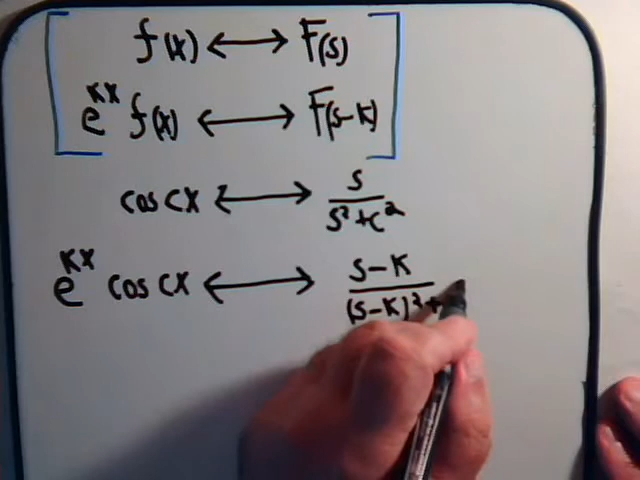 f(x) ⟷ F(s)
e^{kx} f(x) ⟷ F(s-k)
cos cx ⟷ s/(s²+c²)
e^{kx} cos cx ⟷ (s-k)/((s-k)²+